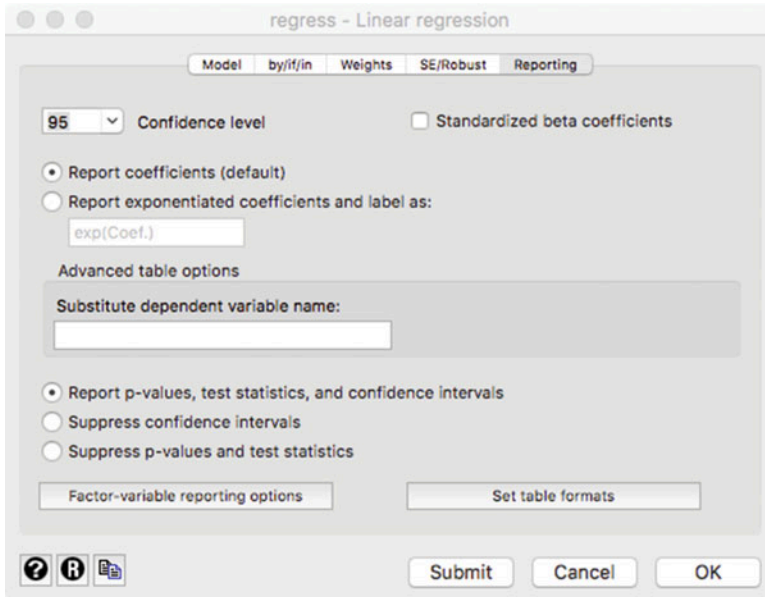 regress - Linear regression
Model by/if/in Weights SE/Robust Reporting
95 Confidence level Standardized beta coefficients
Report coefficients (default)
Report exponentiated coefficients and label as:
exp(Coef.)
Advanced table options
Substitute dependent variable name:
Report p-values, test statistics, and confidence intervals
Suppress confidence intervals
Suppress p-values and test statistics
Factor-variable reporting options Set table formats
? R Submit Cancel OK